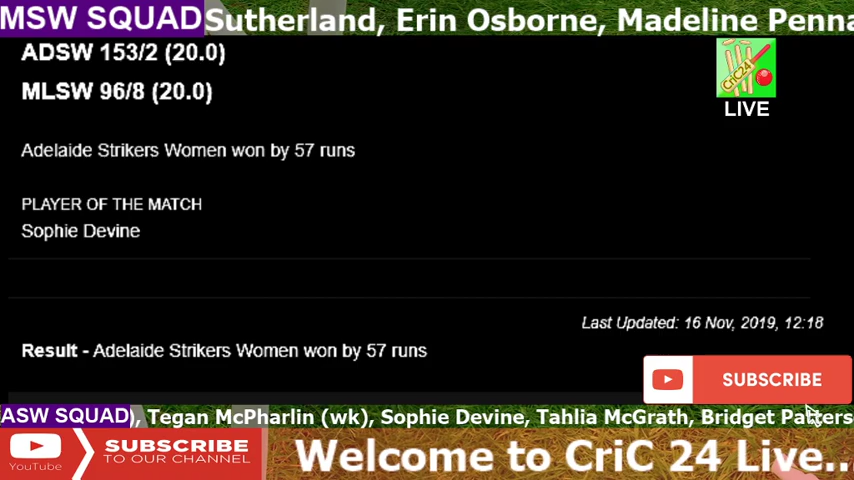 MSW SQUAD Sutherland, Erin Osborne, Madeline Penna
ADSW 153/2 (20.0)
CriC24
MLSW 96/8 (20.0)
LIVE
Adelaide Strikers Women won by 57 runs
PLAYER OF THE MATCH
Sophie Devine
Last Updated: 16 Nov, 2019, 12:18
Result - Adelaide Strikers Women won by 57 runs
SUBSCRIBE
ASW SQUAD ), Tegan McPharlin (wk), Sophie Devine, Tahlia McGrath, Bridget Patters
SUBSCRIBE
TO OUR CHANNEL
YouTube
Welcome to CriC 24 Live..